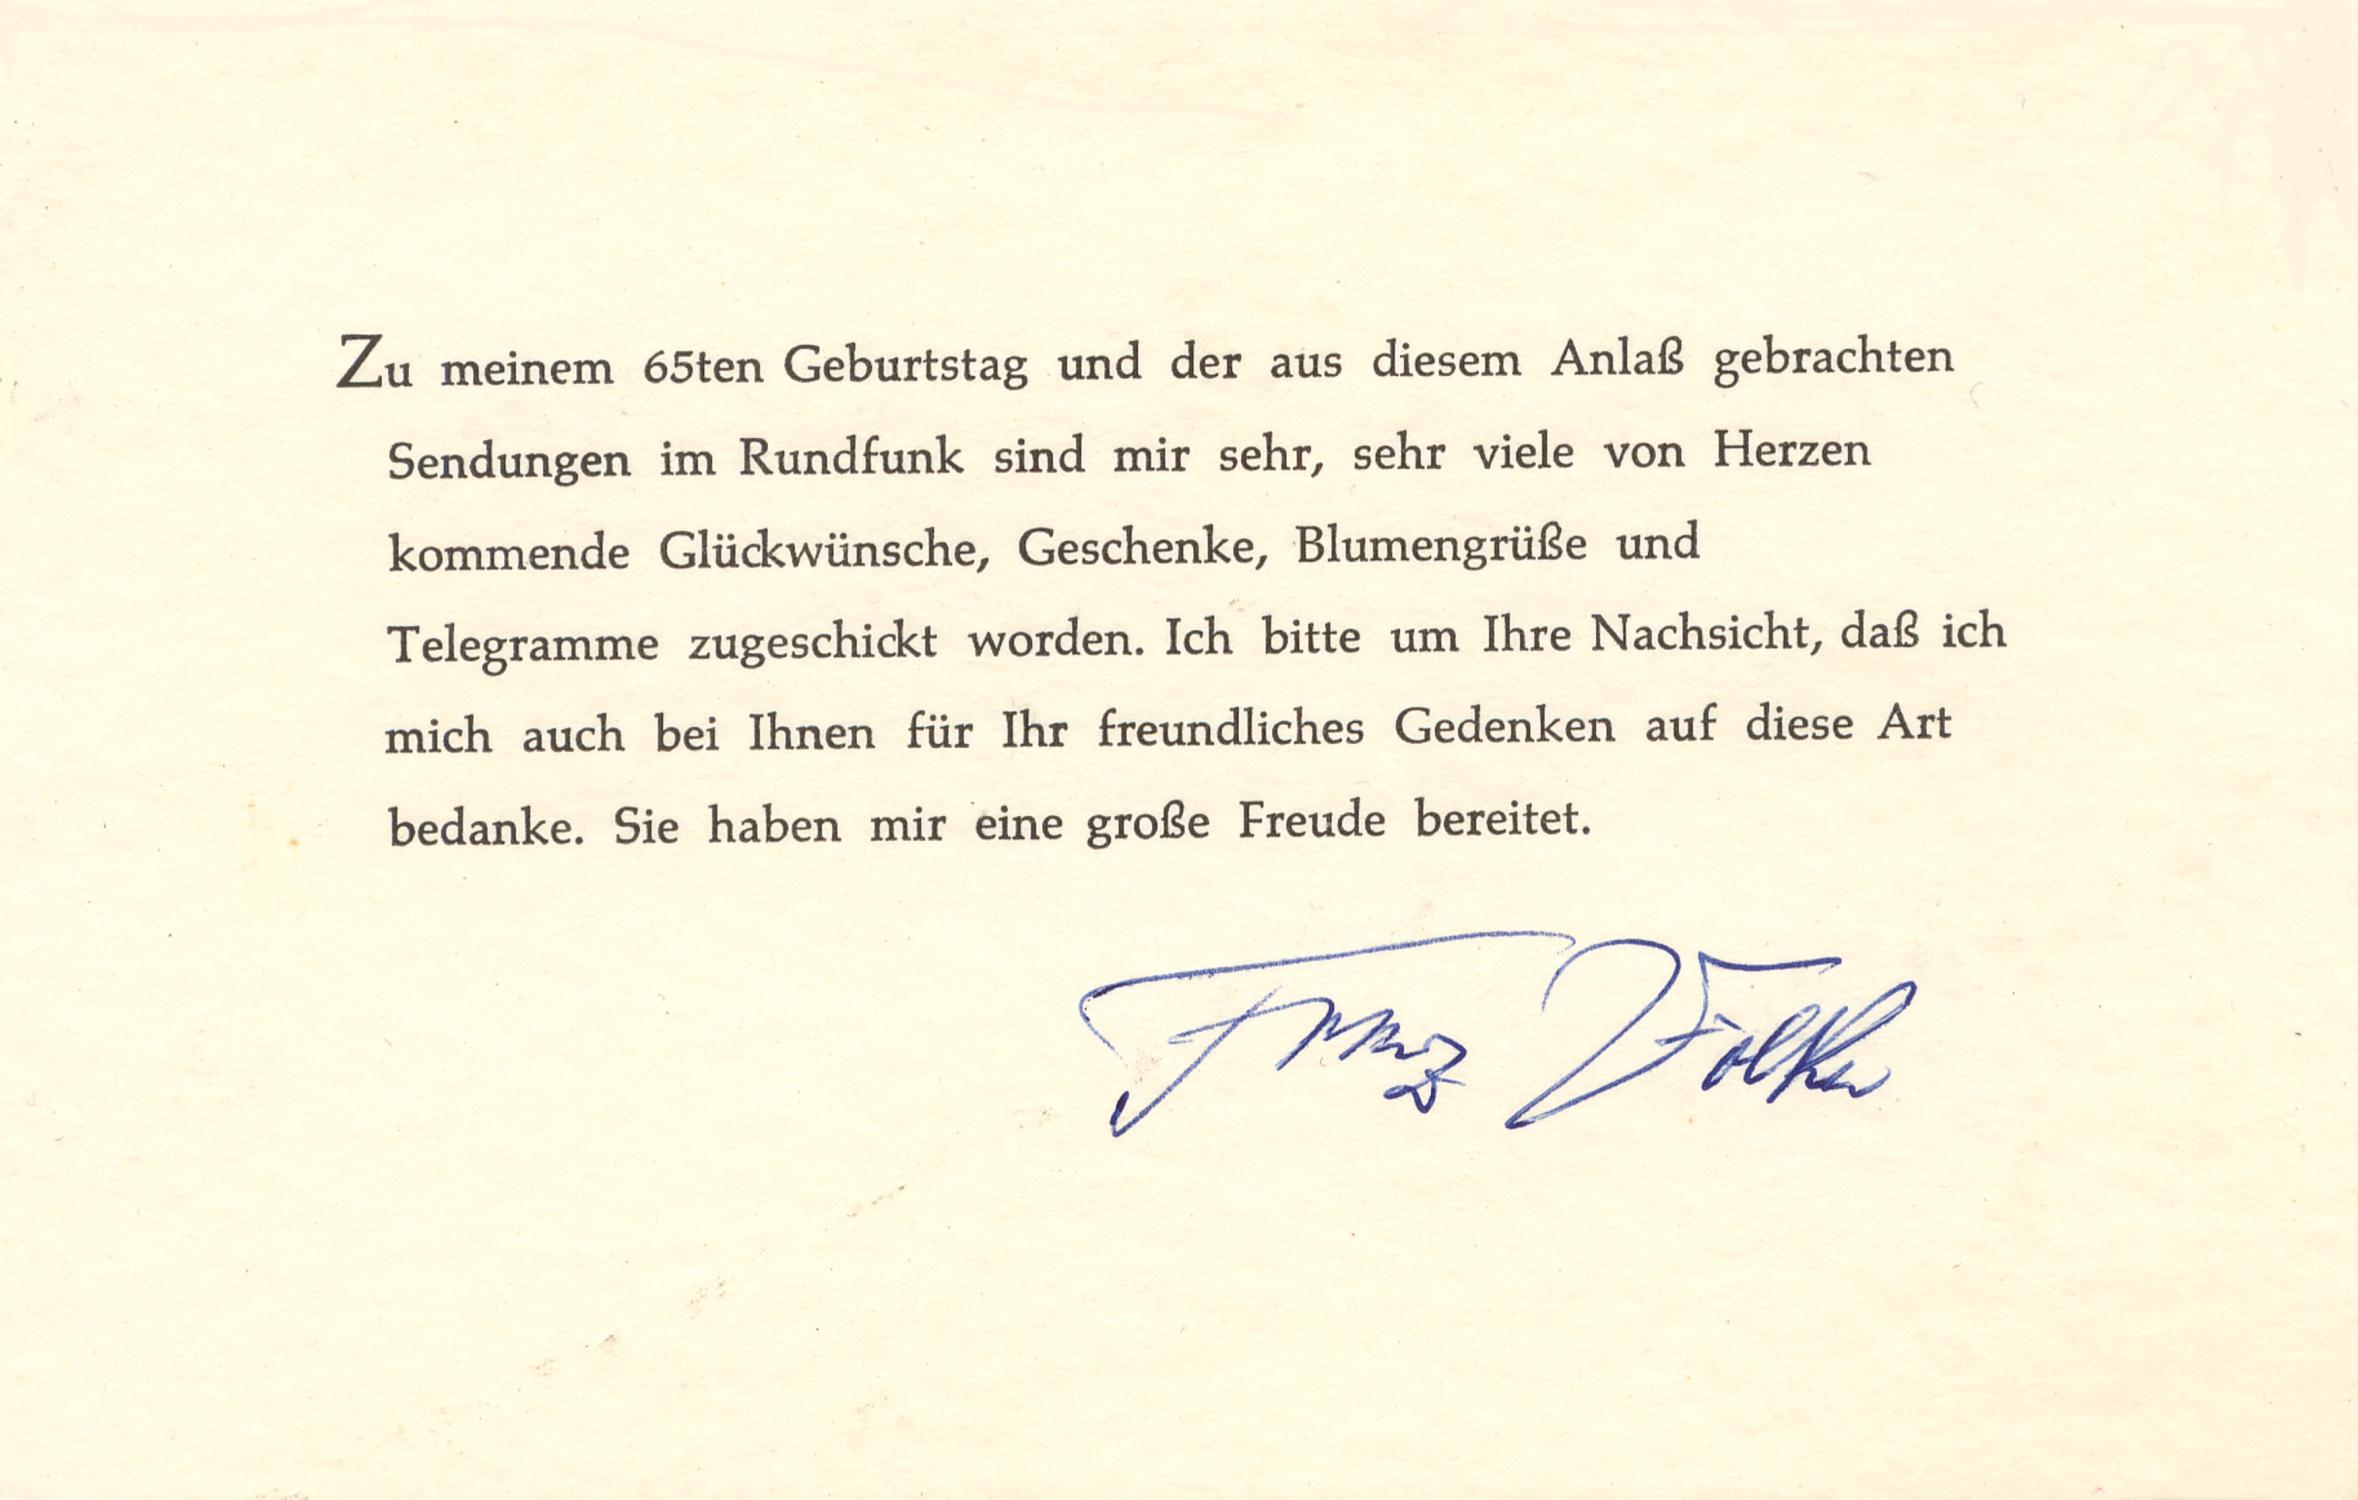 Zu meinem 65ten Geburtstag und der aus diesem Anlaß gebrachten
Sendungen im Rundfunk sind mir sehr, sehr viele von Herzen
kommende Glückwünsche, Geschenke, Blumengrüße und
Telegramme zugeschickt worden. Ich bitte um Ihre Nachsicht, daß ich
mich auch bei Ihnen für Ihr freundliches Gedenken auf diese Art
bedanke. Sie haben mir eine große Freude bereitet.
Franz Völker